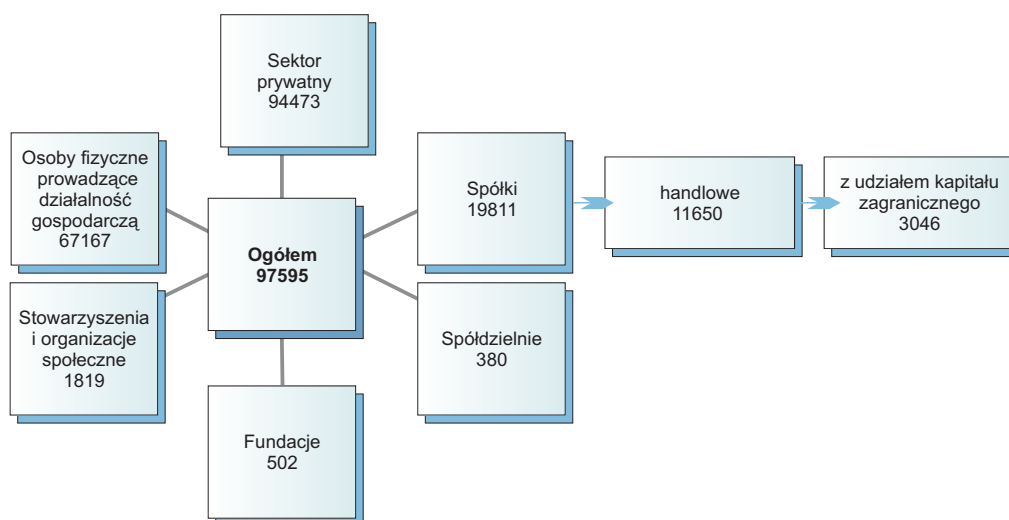 Sektor
prywatny
94473
Osoby fizyczne
prowadzące
działalność
gospodarczą
67167
Ogółem
97595
Spółki
19811
handlowe
11650
z udziałem kapitału
zagranicznego
3046
Stowarzyszenia
i organizacje
społeczne
1819
Spółdzielnie
380
Fundacje
502